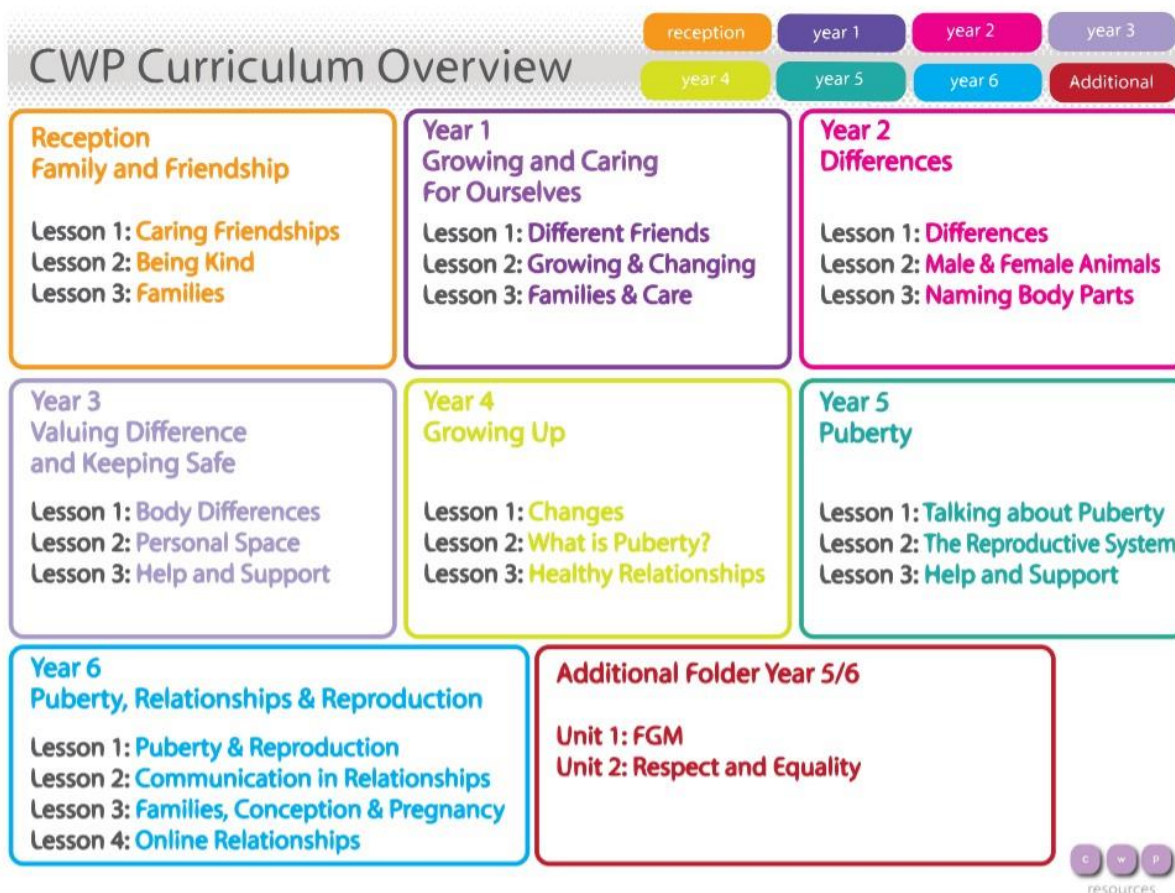 CWP Curriculum Overview
reception
year 1
year 2
year 3
year 4
year 5
year 6
Additional
Reception
Family and Friendship
Lesson 1: Caring Friendships
Lesson 2: Being Kind
Lesson 3: Families
Year 1
Growing and Caring
For Ourselves
Lesson 1: Different Friends
Lesson 2: Growing & Changing
Lesson 3: Families & Care
Year 2
Differences
Lesson 1: Differences
Lesson 2: Male & Female Animals
Lesson 3: Naming Body Parts
Year 3
Valuing Difference
and Keeping Safe
Lesson 1: Body Differences
Lesson 2: Personal Space
Lesson 3: Help and Support
Year 4
Growing Up
Lesson 1: Changes
Lesson 2: What is Puberty?
Lesson 3: Healthy Relationships
Year 5
Puberty
Lesson 1: Talking about Puberty
Lesson 2: The Reproductive System
Lesson 3: Help and Support
Year 6
Puberty, Relationships & Reproduction
Lesson 1: Puberty & Reproduction
Lesson 2: Communication in Relationships
Lesson 3: Families, Conception & Pregnancy
Lesson 4: Online Relationships
Additional Folder Year 5/6
Unit 1: FGM
Unit 2: Respect and Equality
c w p
resources